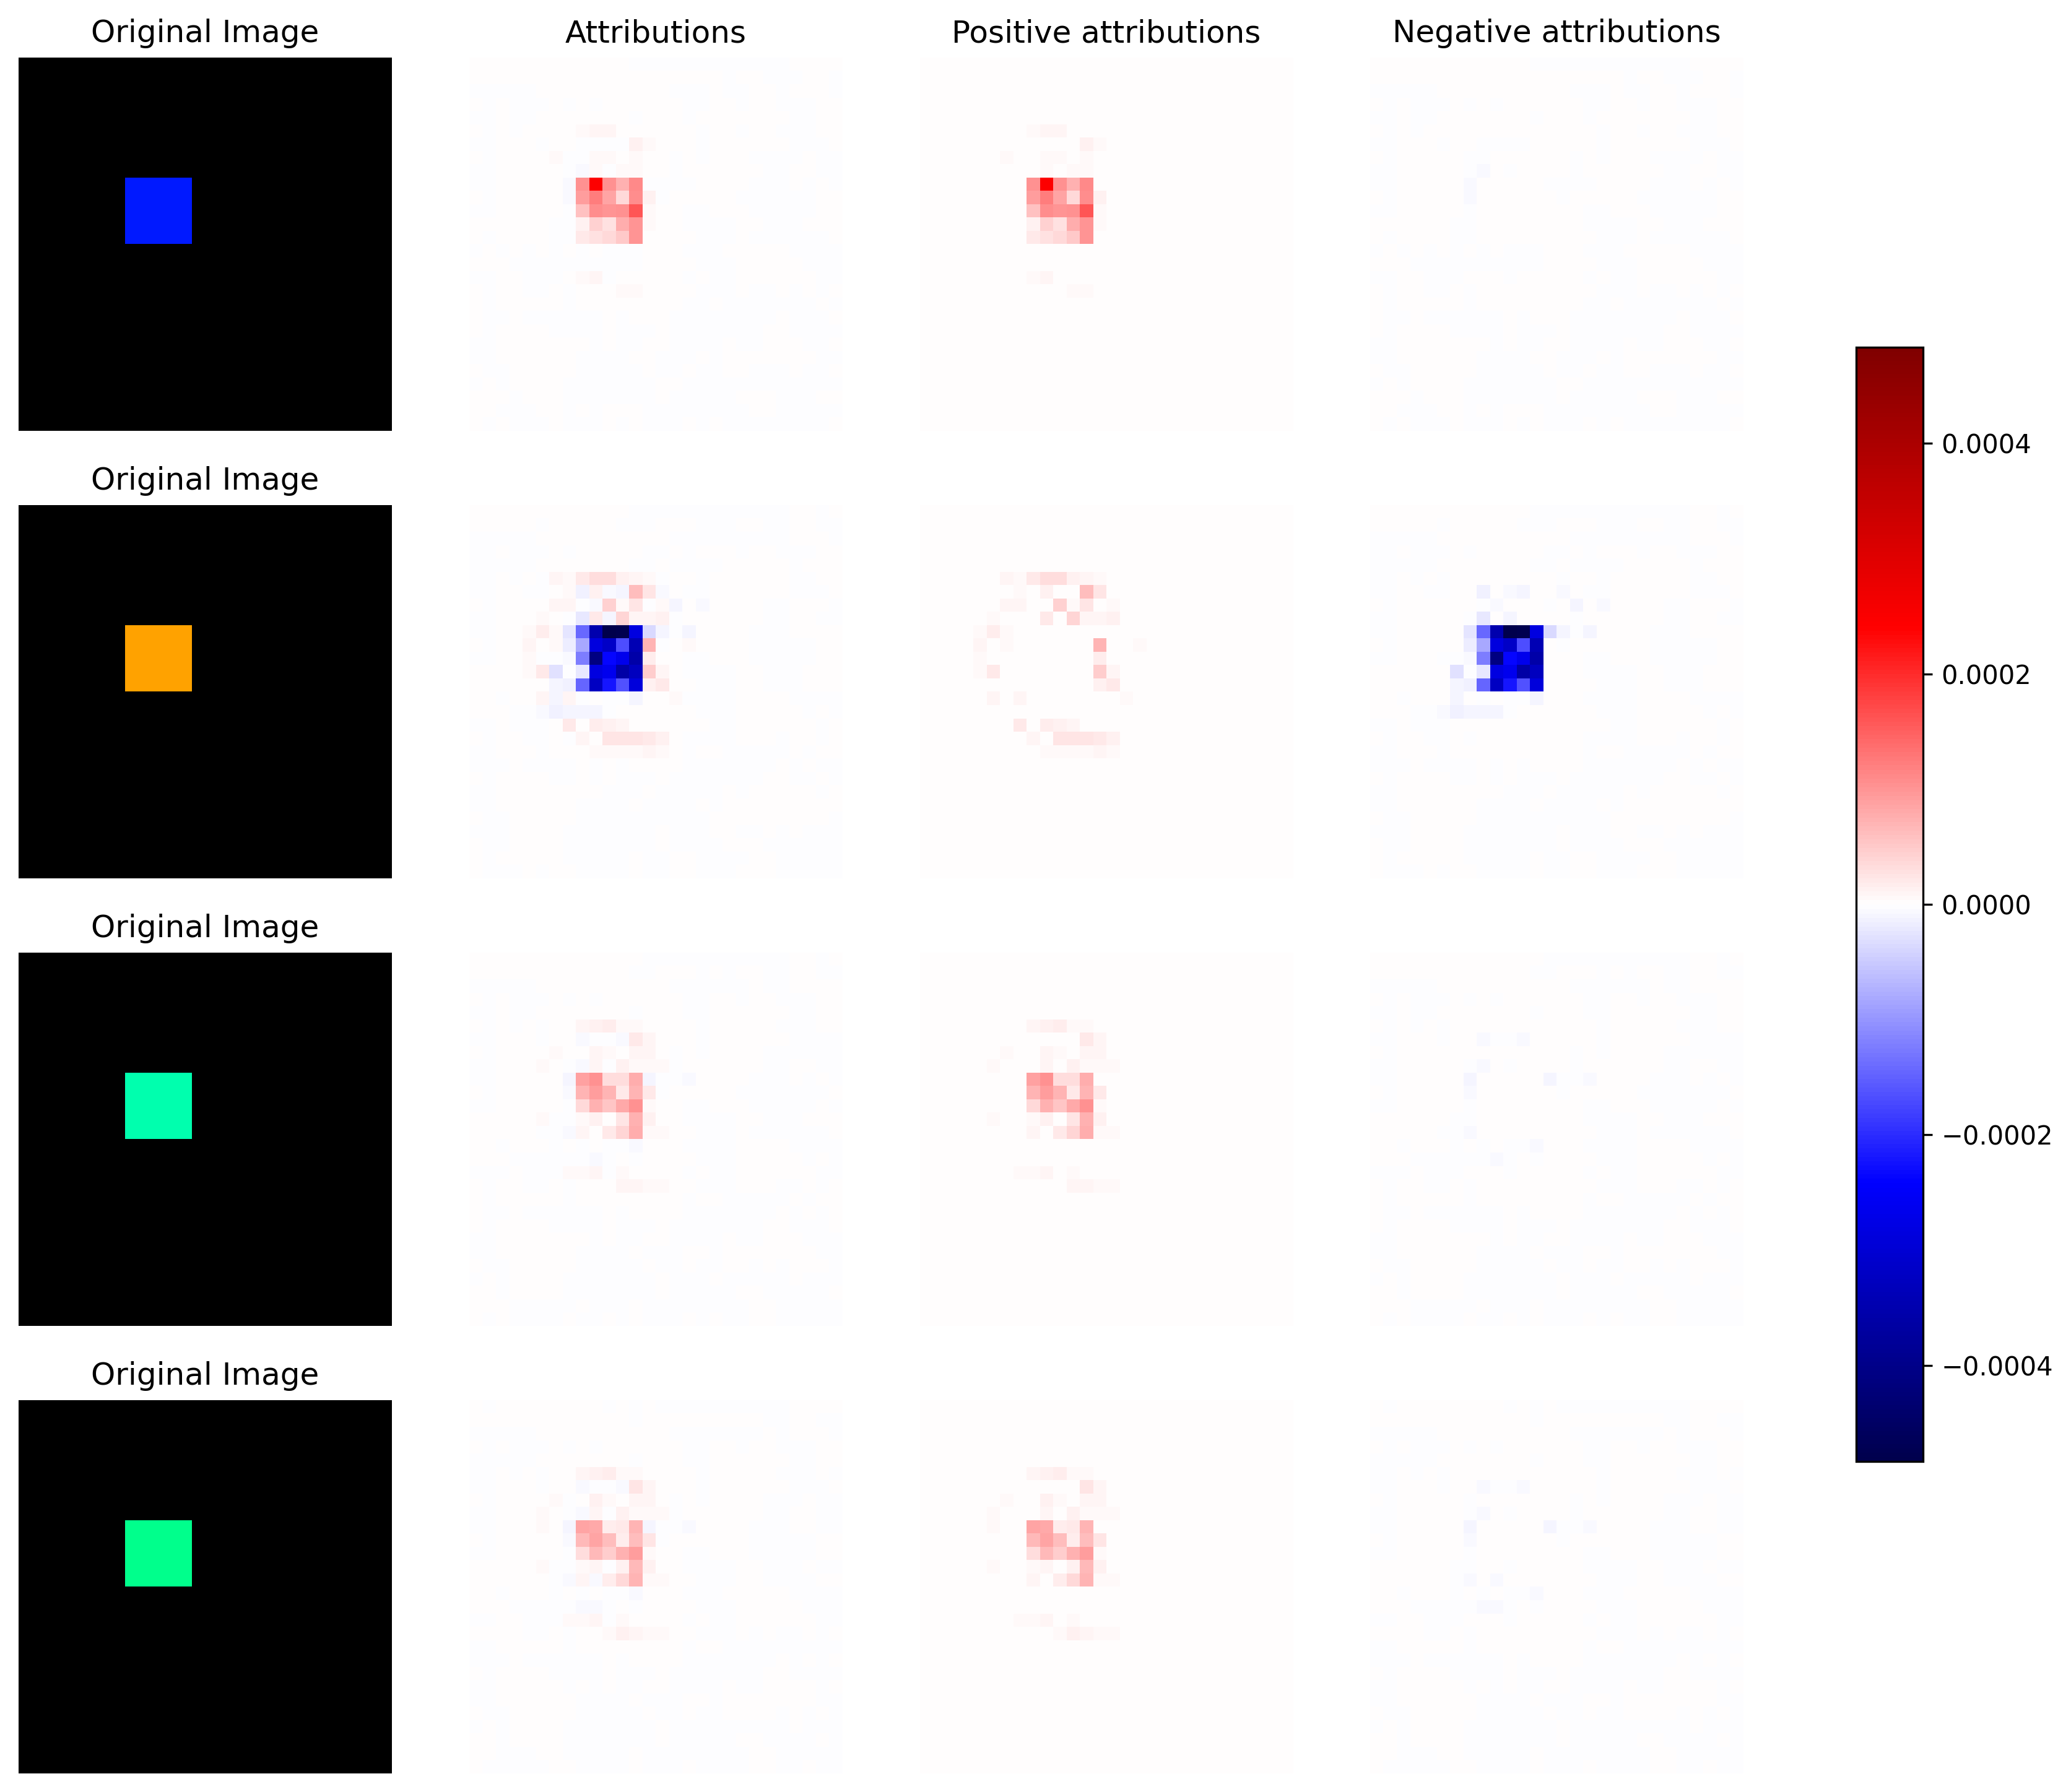 Original Image
Attributions
Positive attributions
Negative attributions
Original Image
Original Image
Original Image
0.0004
0.0002
0.0000
−0.0002
−0.0004